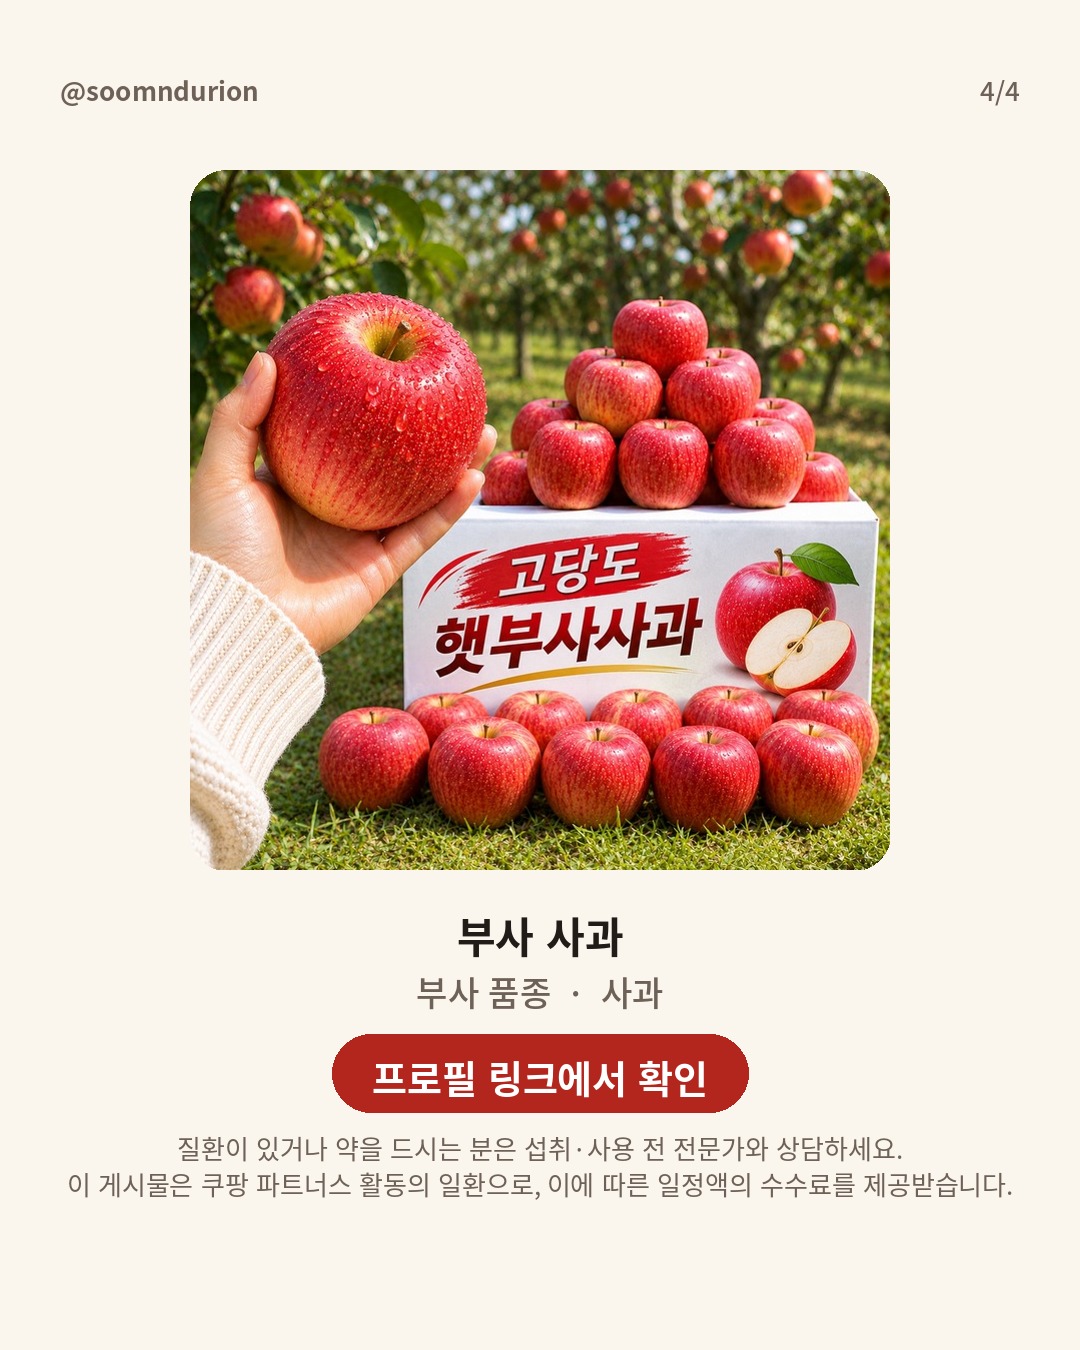 @soomndurion
4/4
고당도
햇부사사과
부사 사과
부사 품종 · 사과
프로필 링크에서 확인
질환이 있거나 약을 드시는 분은 섭취·사용 전 전문가와 상담하세요.
이 게시물은 쿠팡 파트너스 활동의 일환으로, 이에 따른 일정액의 수수료를 제공받습니다.